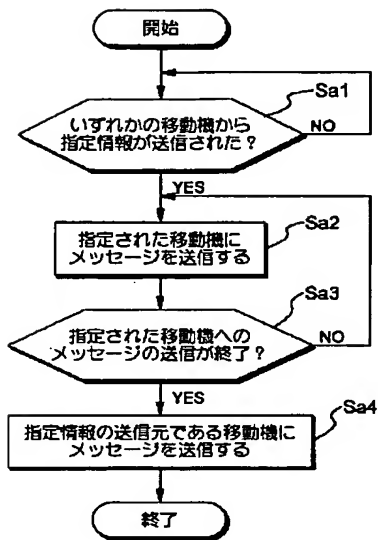 開始
Sa1
いずれかの移動機から
指定情報が送信された?
NO
YES
Sa2
指定された移動機に
メッセージを送信する
Sa3
指定された移動機への
メッセージの送信が終了?
NO
YES
Sa4
指定情報の送信元である移動機に
メッセージを送信する
終了